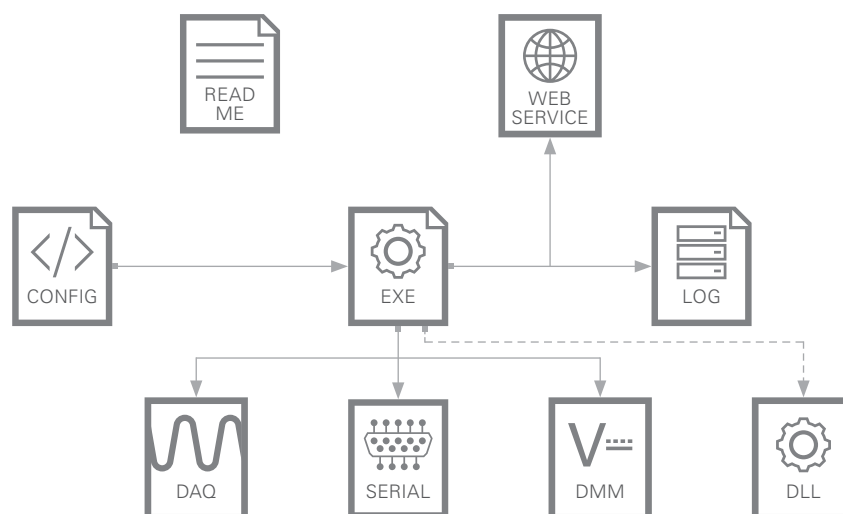 READ
ME
WEB
SERVICE
CONFIG
EXE
LOG
DAQ
SERIAL
V
DMM
DLL